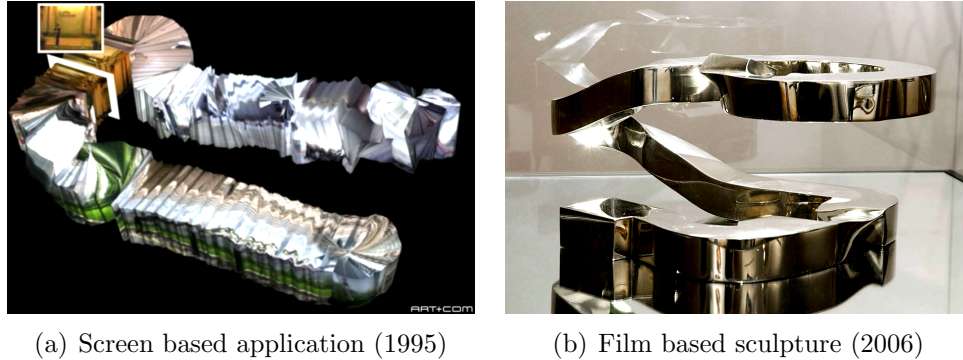 ART+COM
(a) Screen based application (1995)
(b) Film based sculpture (2006)